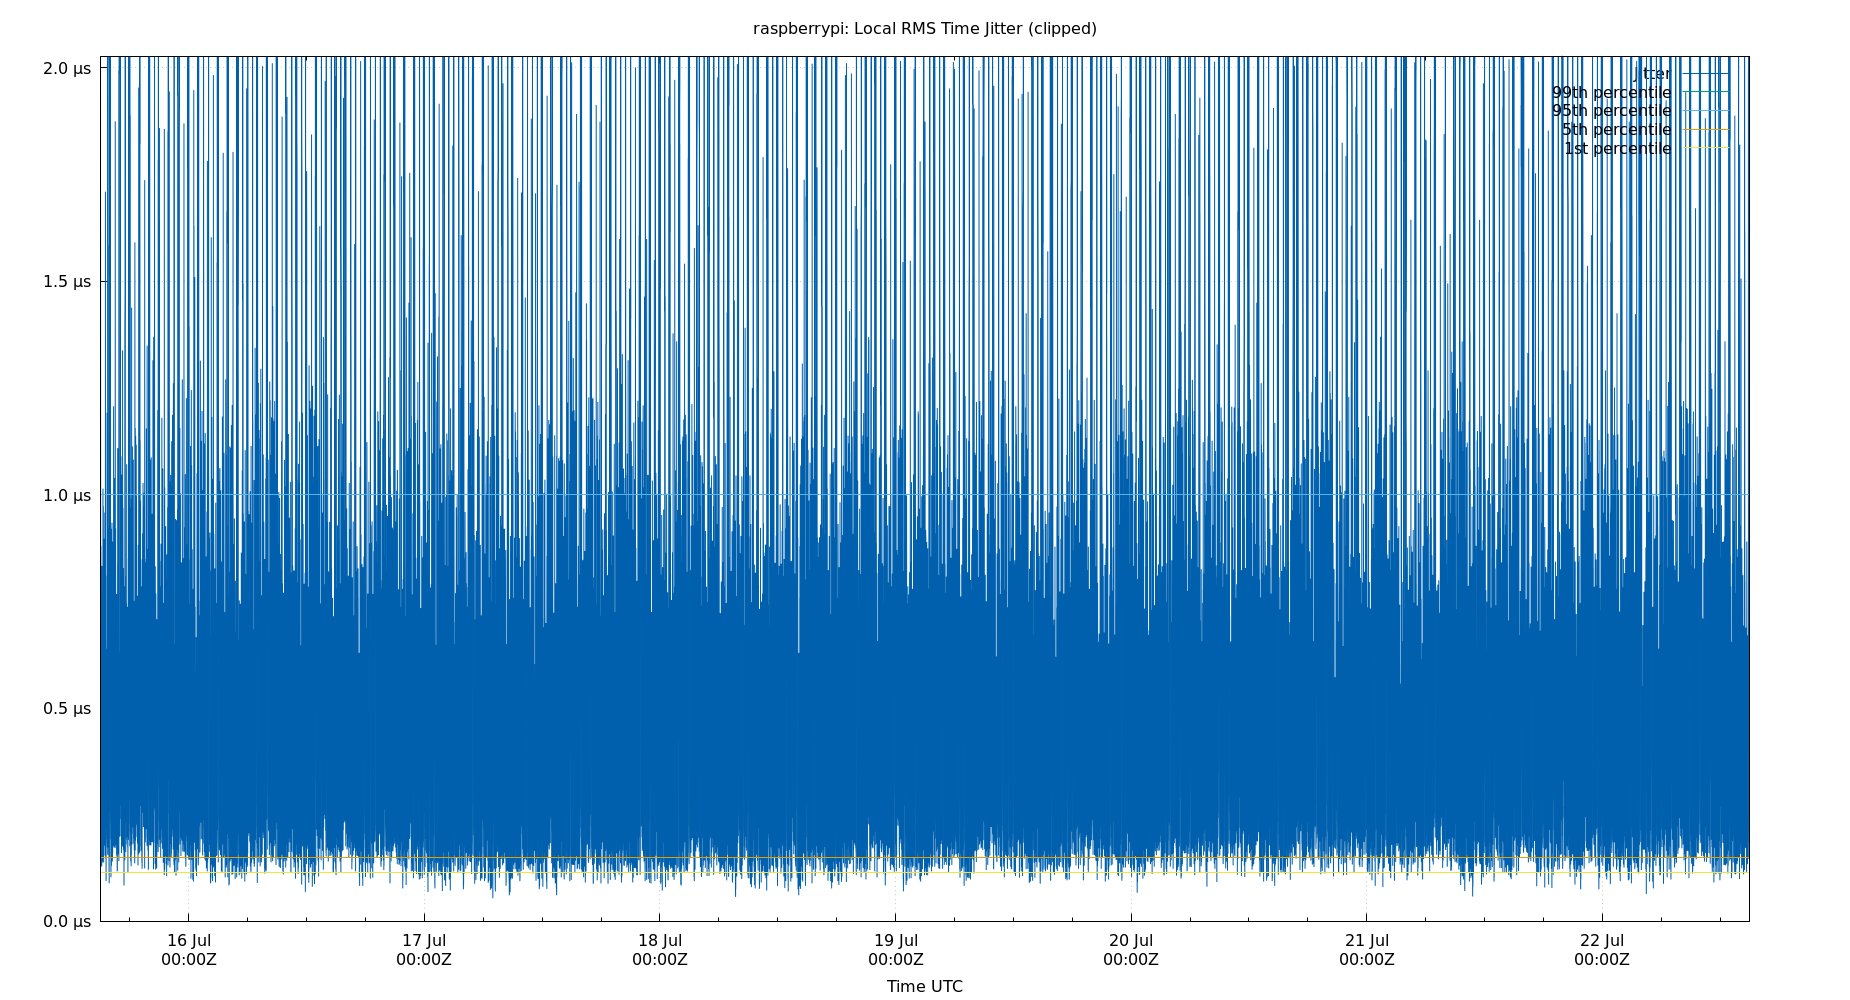 raspberrypi: Local RMS Time Jitter (clipped)
2.0 µs
1.5 µs
1.0 µs
0.5 µs
0.0 µs
jitter
99th percentile
95th percentile
5th percentile
1st percentile
16 Jul 17 Jul 18 Jul 19 Jul 20 Jul 21 Jul 22 Jul
00:00Z 00:00Z 00:00Z 00:00Z 00:00Z 00:00Z 00:00Z
Time UTC